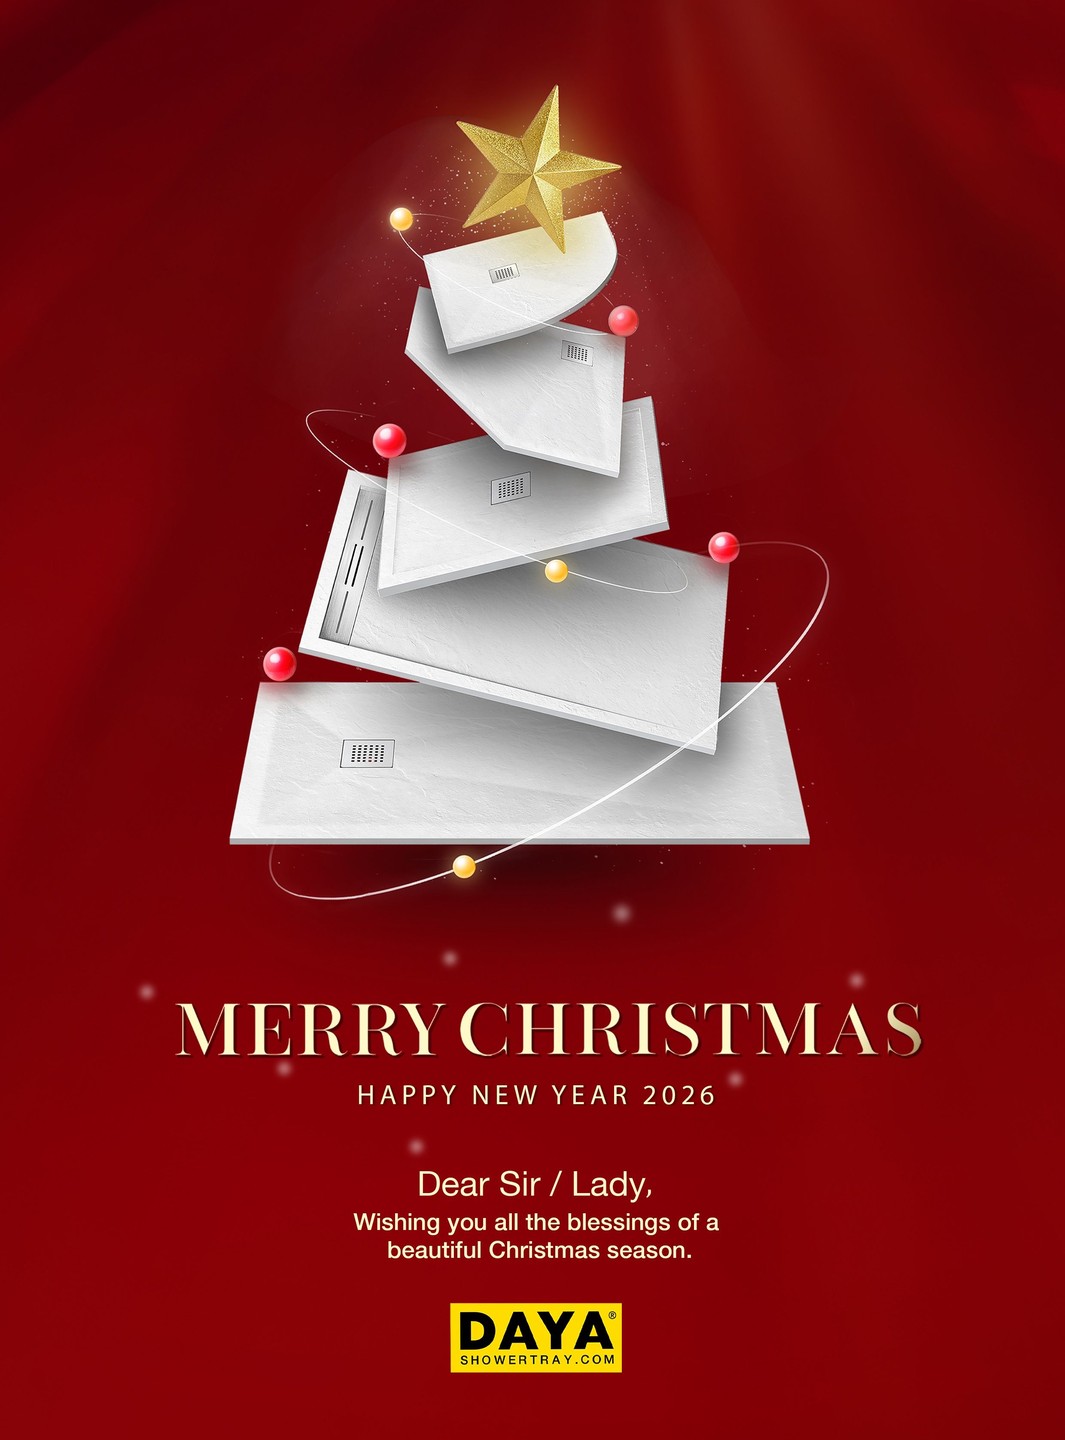 MERRY CHRISTMAS
HAPPY NEW YEAR 2026
Dear Sir / Lady,
Wishing you all the blessings of a
beautiful Christmas season.
DAYA®
SHOWERTRAY.COM